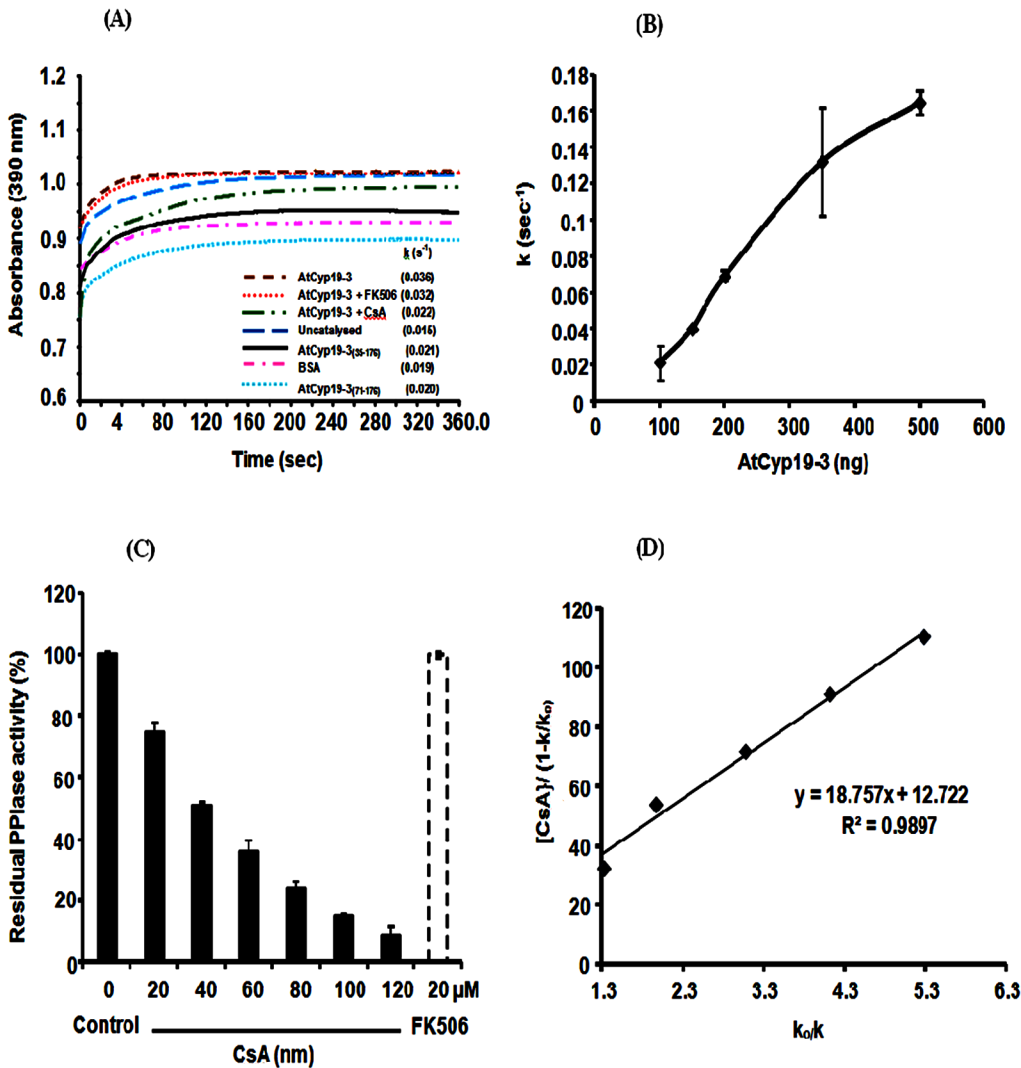 (A)
Absorbance (390 nm)
1.2
1.1
1.0
0.9
0.8
0.7
0.6
0 4 80 120 160 200 240 280 320 360.0
Time (sec)
k (s-1)
AtCyp19-3 (0.036)
AtCyp19-3 + FK506 (0.032)
AtCyp19-3 + CsA (0.022)
Uncatalysed (0.015)
AtCyp19-3(35-176) (0.021)
BSA (0.019)
AtCyp19-3(71-176) (0.020)
(B)
k (sec-1)
0.18
0.16
0.14
0.12
0.10
0.08
0.06
0.04
0.02
0
0 100 200 300 400 500 600
AtCyp19-3 (ng)
(C)
Residual PPIase activity (%)
120
100
80
60
40
20
0
0 20 40 60 80 100 120 20 µM
Control FK506
CsA (nm)
(D)
[CsA}/ (1-k/ko)
120
100
80
60
40
20
0
y = 18.757x + 12.722
R² = 0.9897
1.3 2.3 3.3 4.3 5.3 6.3
ko/k